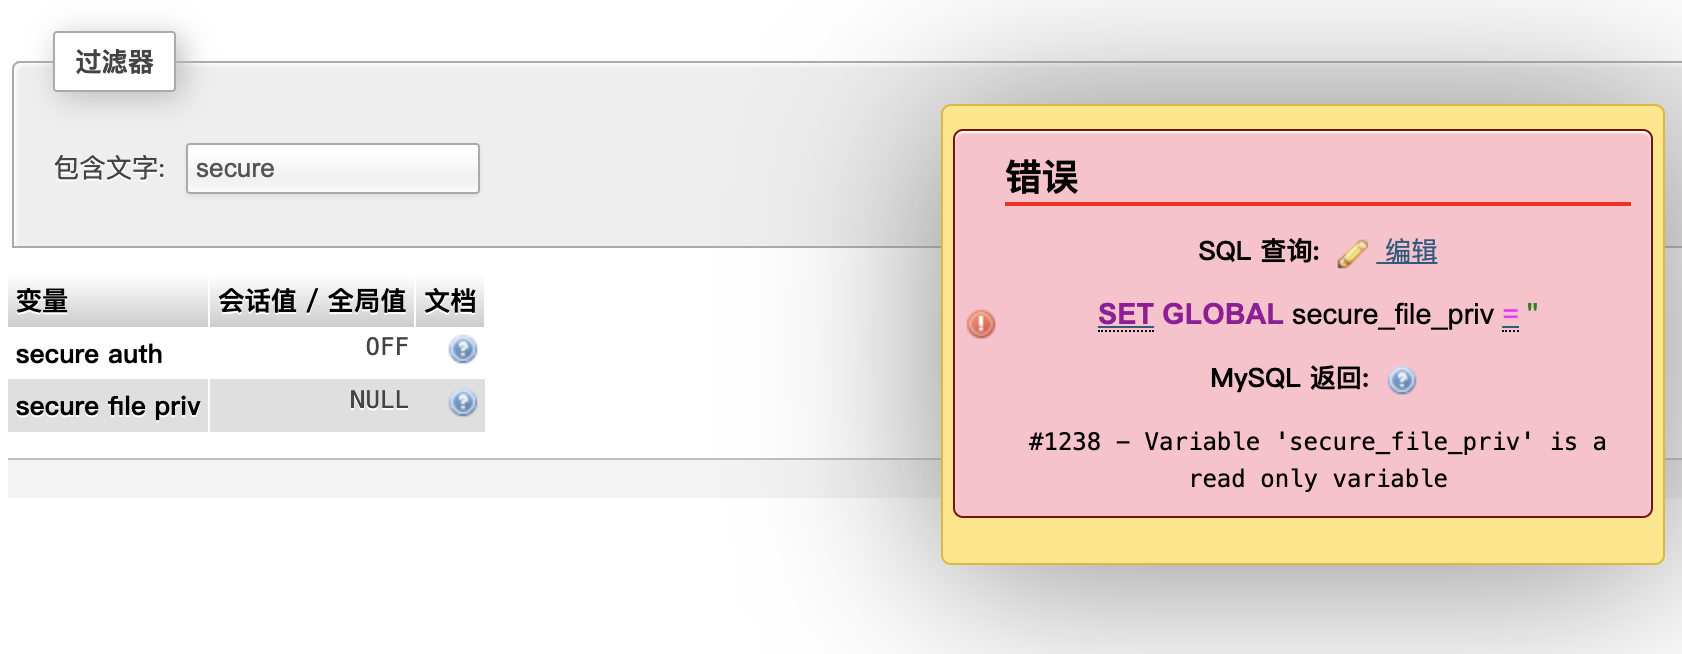 过滤器
包含文字: secure
变量 会话值 / 全局值 文档
secure auth OFF
secure file priv NULL
错误
SQL 查询: 编辑
SET GLOBAL secure_file_priv = ''
MySQL 返回:
#1238 – Variable 'secure_file_priv' is a
read only variable